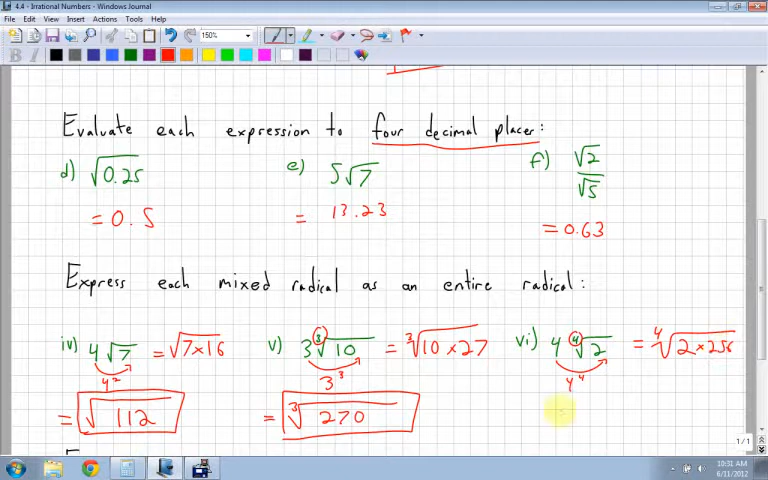 4.4 - Irrational Numbers - Windows Journal
File Edit View Insert Actions Tools Help
150%
B I
Evaluate each expression to four decimal placer:
d) √0.25 e) 5√7 f) √2/√5
= 0.5 = 13.23 = 0.63
Express each mixed radical as an entire radical:
iv) 4√7 = √7×16 v) 3∛10 = ∛10×27 vi) 4∜2 = ∜2×256
4² 3³ 4⁴
= √112 = ∛270
1/1
10:31 AM
6/11/2012